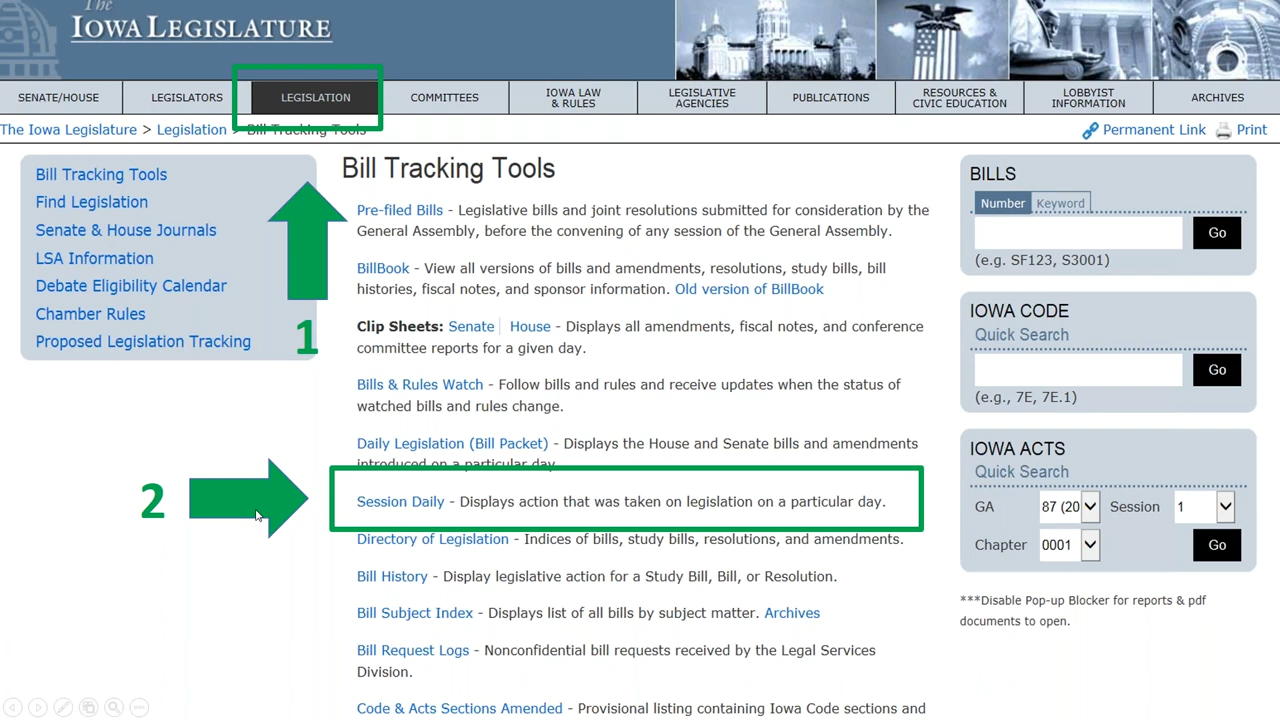 The
IOWA LEGISLATURE
SENATE/HOUSE
LEGISLATORS
LEGISLATION
COMMITTEES
IOWA LAW
& RULES
LEGISLATIVE
AGENCIES
PUBLICATIONS
RESOURCES &
CIVIC EDUCATION
LOBBYIST
INFORMATION
ARCHIVES
The Iowa Legislature > Legislation > Bill Tracking Tools
Permanent Link
Print
Bill Tracking Tools
Find Legislation
Senate & House Journals
LSA Information
Debate Eligibility Calendar
Chamber Rules
Proposed Legislation Tracking
1
2
Bill Tracking Tools
Pre-filed Bills - Legislative bills and joint resolutions submitted for consideration by the
General Assembly, before the convening of any session of the General Assembly.
BillBook - View all versions of bills and amendments, resolutions, study bills, bill
histories, fiscal notes, and sponsor information. Old version of BillBook
Clip Sheets: Senate House - Displays all amendments, fiscal notes, and conference
committee reports for a given day.
Bills & Rules Watch - Follow bills and rules and receive updates when the status of
watched bills and rules change.
Daily Legislation (Bill Packet) - Displays the House and Senate bills and amendments
introduced on a particular day.
Session Daily - Displays action that was taken on legislation on a particular day.
Directory of Legislation - Indices of bills, study bills, resolutions, and amendments.
Bill History - Display legislative action for a Study Bill, Bill, or Resolution.
Bill Subject Index - Displays list of all bills by subject matter. Archives
Bill Request Logs - Nonconfidential bill requests received by the Legal Services
Division.
Code & Acts Sections Amended - Provisional listing containing Iowa Code sections and
BILLS
Number Keyword
Go
(e.g. SF123, S3001)
IOWA CODE
Quick Search
Go
(e.g., 7E, 7E.1)
IOWA ACTS
Quick Search
GA 87 (20 Session 1
Chapter 0001 Go
***Disable Pop-up Blocker for reports & pdf
documents to open.